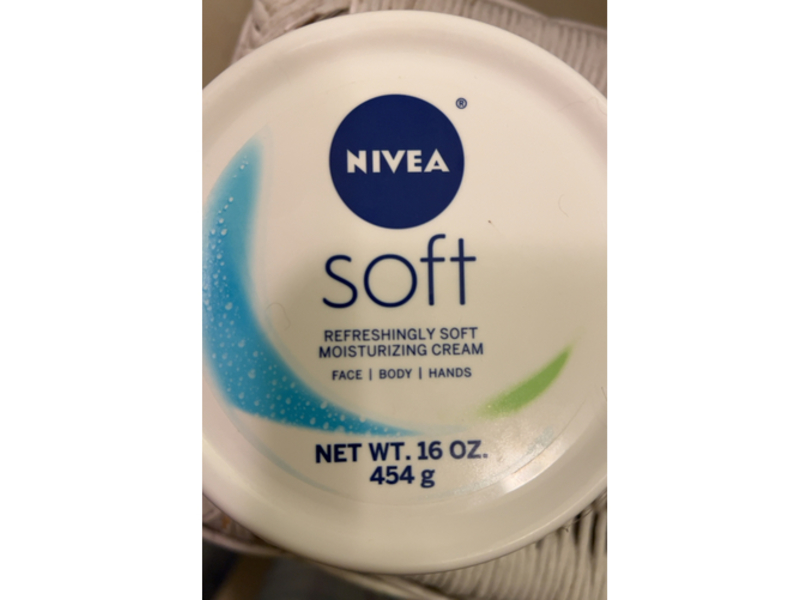 NIVEA®
soft
REFRESHINGLY SOFT
MOISTURIZING CREAM
FACE | BODY | HANDS
NET WT. 16 OZ.
454 g